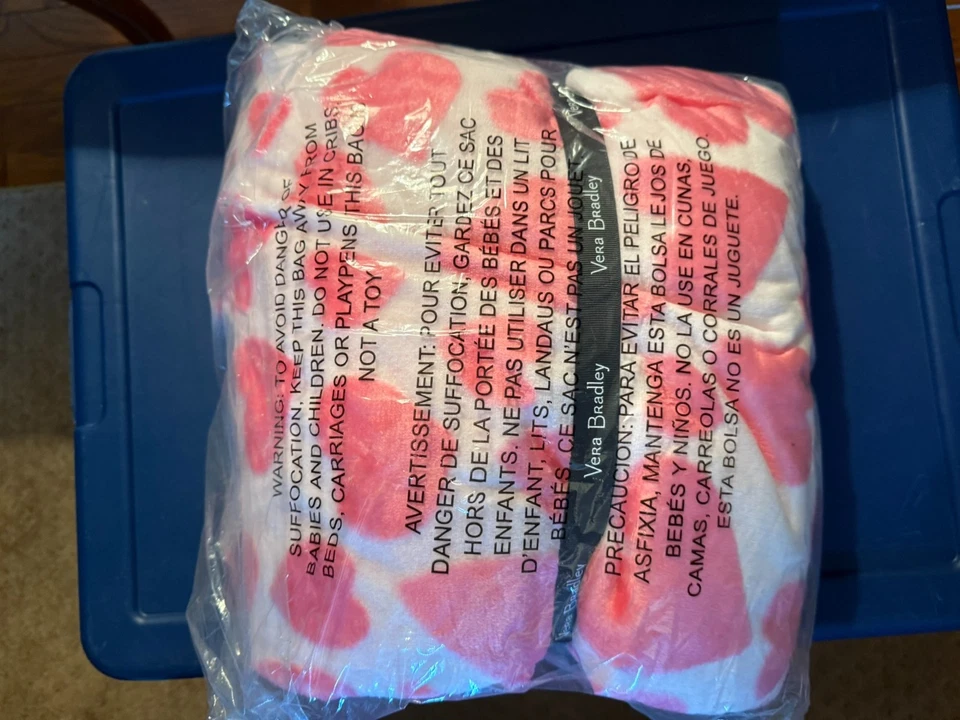 WARNING: TO AVOID DANGER OF
SUFFOCATION, KEEP THIS BAG AWAY FROM
BABIES AND CHILDREN. DO NOT USE IN CRIBS,
BEDS, CARRIAGES OR PLAYPENS. THIS BAG
NOT A TOY
AVERTISSEMENT: POUR EVITER TOUT
DANGER DE SUFFOCATION, GARDEZ CE SAC
HORS DE LA PORTÉE DES BÉBÉS ET DES
ENFANTS. NE PAS UTILISER DANS UN LIT
D'ENFANT, LITS, LANDAUS OU PARCS POUR
BÉBÉS. CE SAC N'EST PAS UN JOUET
VERA BRADLEY
VERA BRADLEY
Bradley
PRECAUCION: PARA EVITAR EL PELIGRO DE
ASFIXIA, MANTENGA ESTA BOLSA LEJOS DE
BEBÉS Y NIÑOS. NO LA USE EN CUNAS,
CAMAS, CARREOLAS O CORRALES DE JUEGO.
ESTA BOLSA NO ES UN JUGUETE.